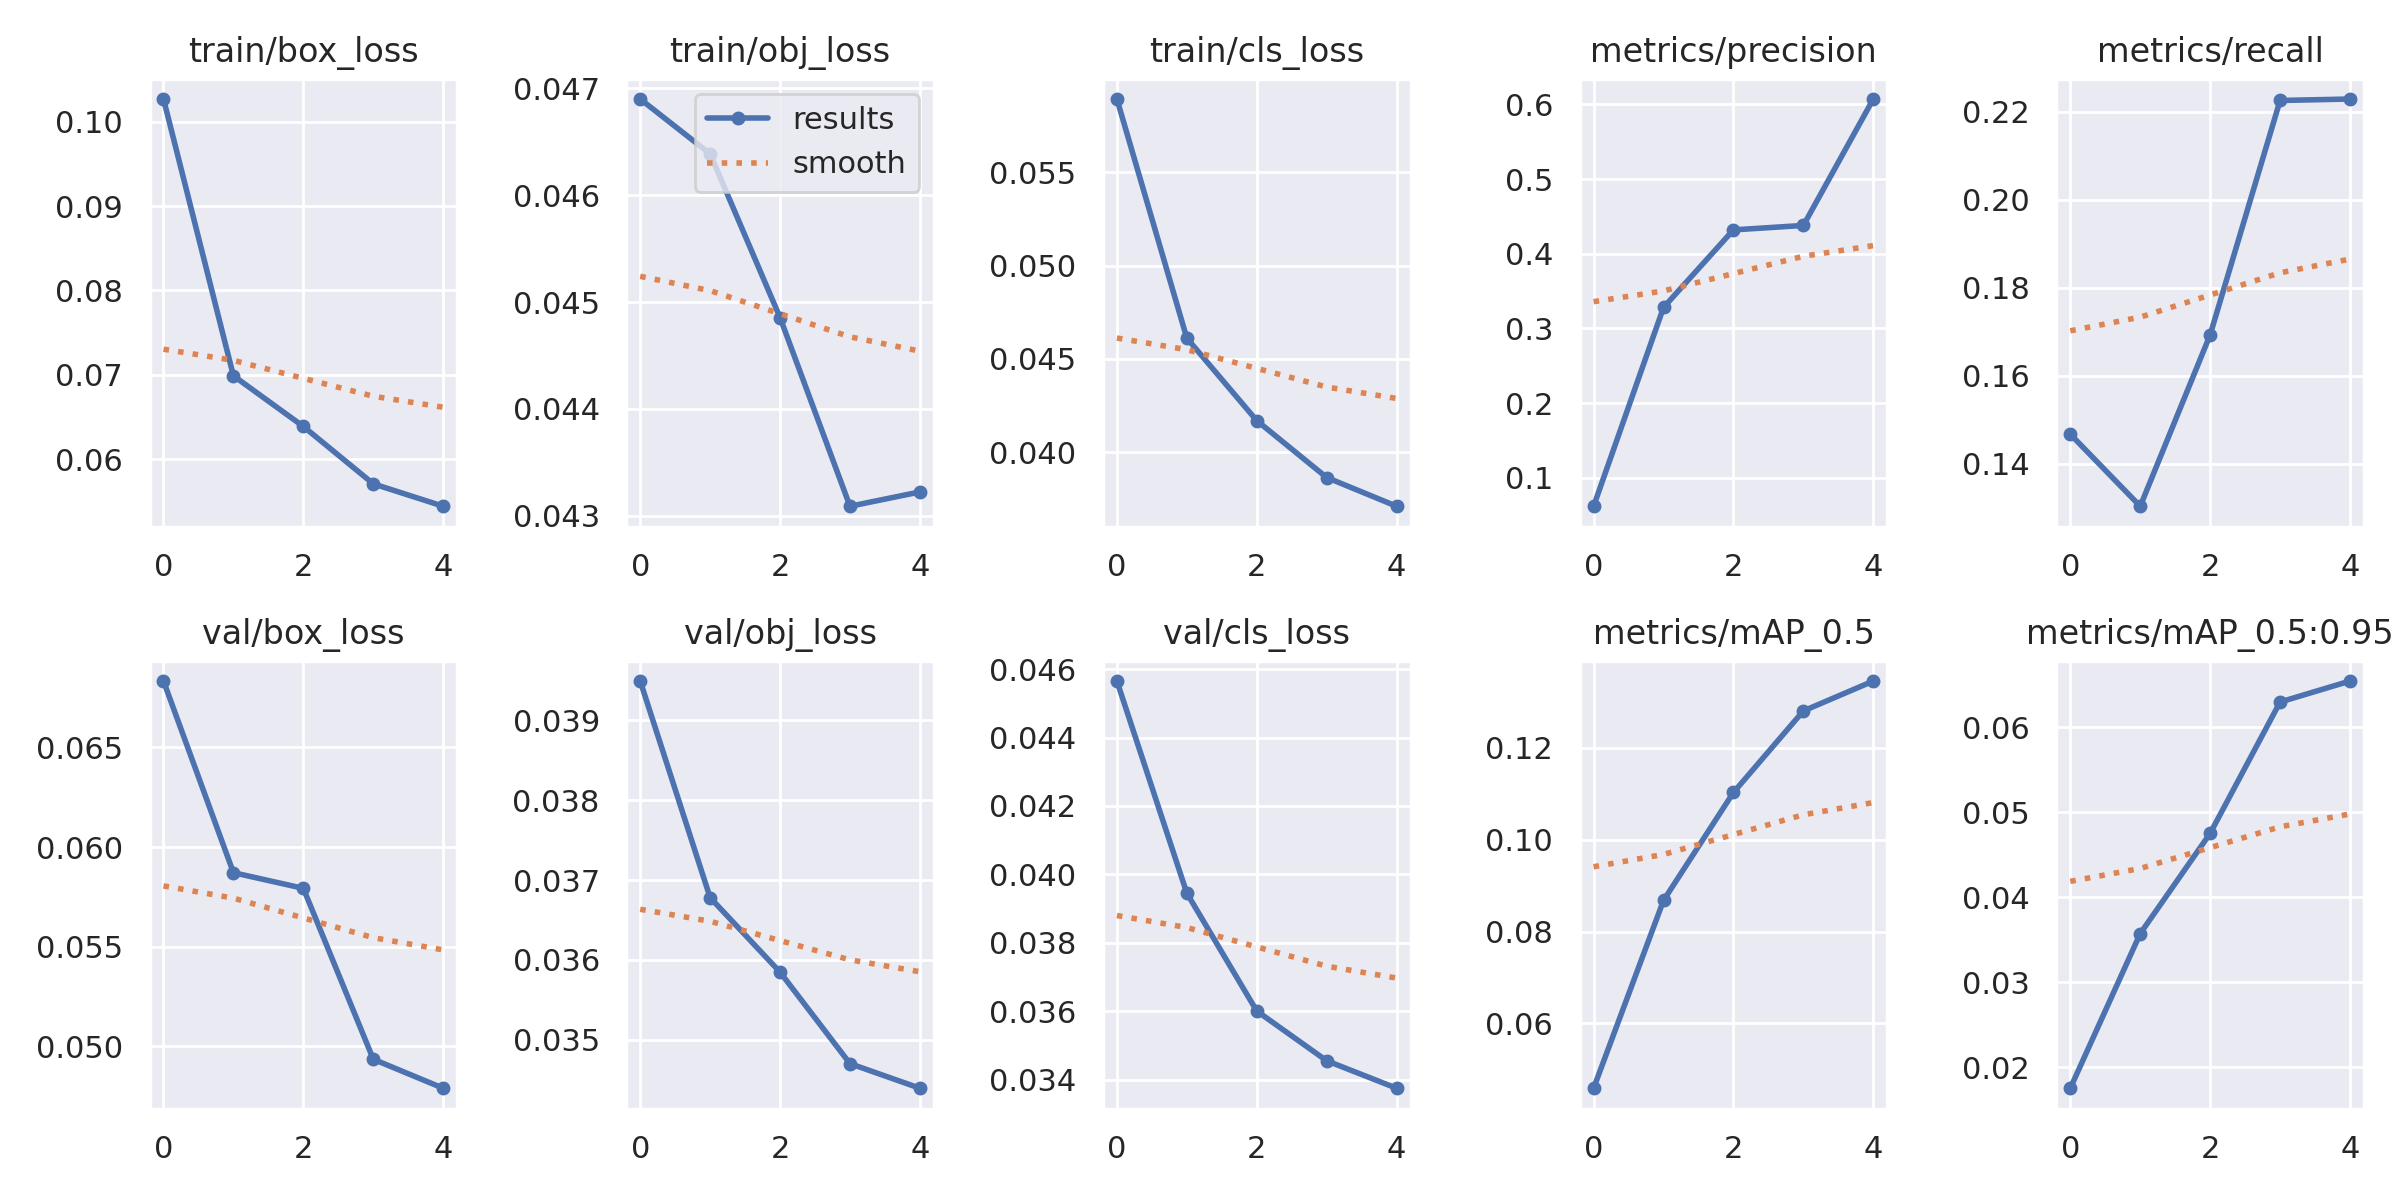 train/box_loss
0.10
0.09
0.08
0.07
0.06
0 2 4
train/obj_loss
0.047
0.046
0.045
0.044
0.043
results
smooth
0 2 4
train/cls_loss
0.055
0.050
0.045
0.040
0 2 4
metrics/precision
0.6
0.5
0.4
0.3
0.2
0.1
0 2 4
metrics/recall
0.22
0.20
0.18
0.16
0.14
0 2 4
val/box_loss
0.065
0.060
0.055
0.050
0 2 4
val/obj_loss
0.039
0.038
0.037
0.036
0.035
0 2 4
val/cls_loss
0.046
0.044
0.042
0.040
0.038
0.036
0.034
0 2 4
metrics/mAP_0.5
0.12
0.10
0.08
0.06
0 2 4
metrics/mAP_0.5:0.95
0.06
0.05
0.04
0.03
0.02
0 2 4